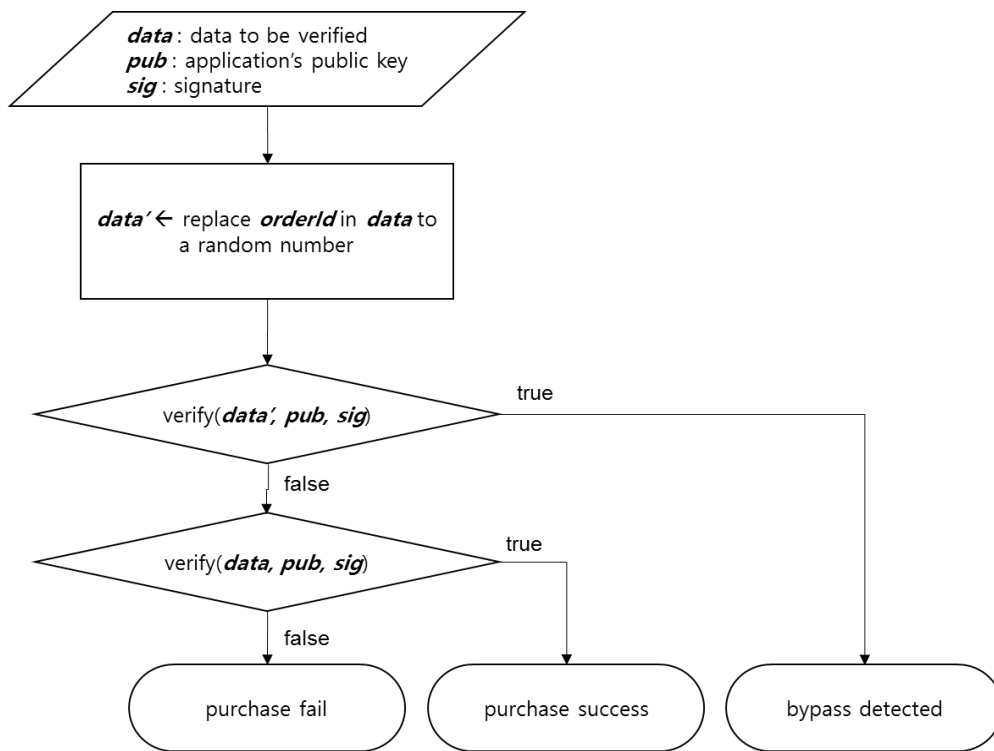 data : data to be verified
pub : application's public key
sig : signature
data' ← replace orderId in data to
a random number
verify(data', pub, sig)
true
false
verify(data, pub, sig)
true
false
purchase fail
purchase success
bypass detected